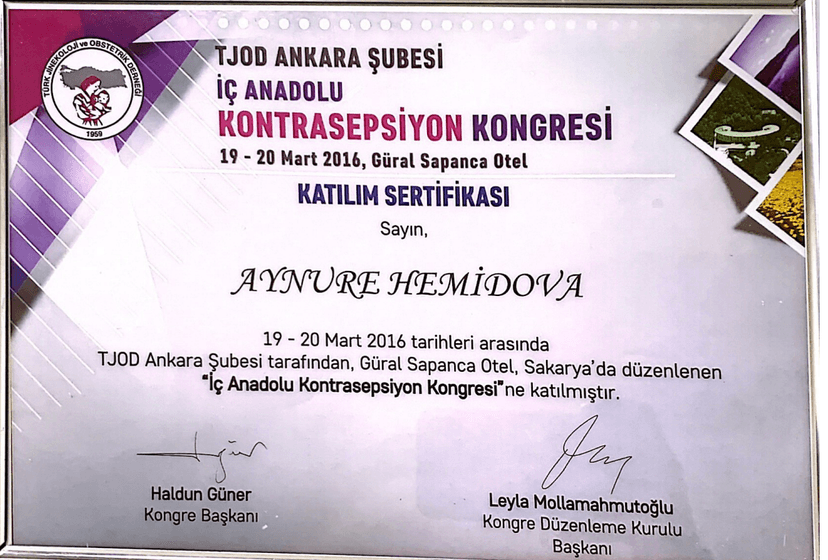 TÜRK JİNEKOLOJİ ve OBSTETRİK DERNEĞİ
1959
TJOD ANKARA ŞUBESİ
İÇ ANADOLU
KONTRASEPSİYON KONGRESİ
19 - 20 Mart 2016, Güral Sapanca Otel
KATILIM SERTİFİKASI
Sayın,
AYNURE HEMİDOVA
19 - 20 Mart 2016 tarihleri arasında
TJOD Ankara Şubesi tarafından, Güral Sapanca Otel, Sakarya'da düzenlenen
"İç Anadolu Kontrasepsiyon Kongresi"ne katılmıştır.
Haldun Güner
Kongre Başkanı
Leyla Mollamahmutoğlu
Kongre Düzenleme Kurulu
Başkanı